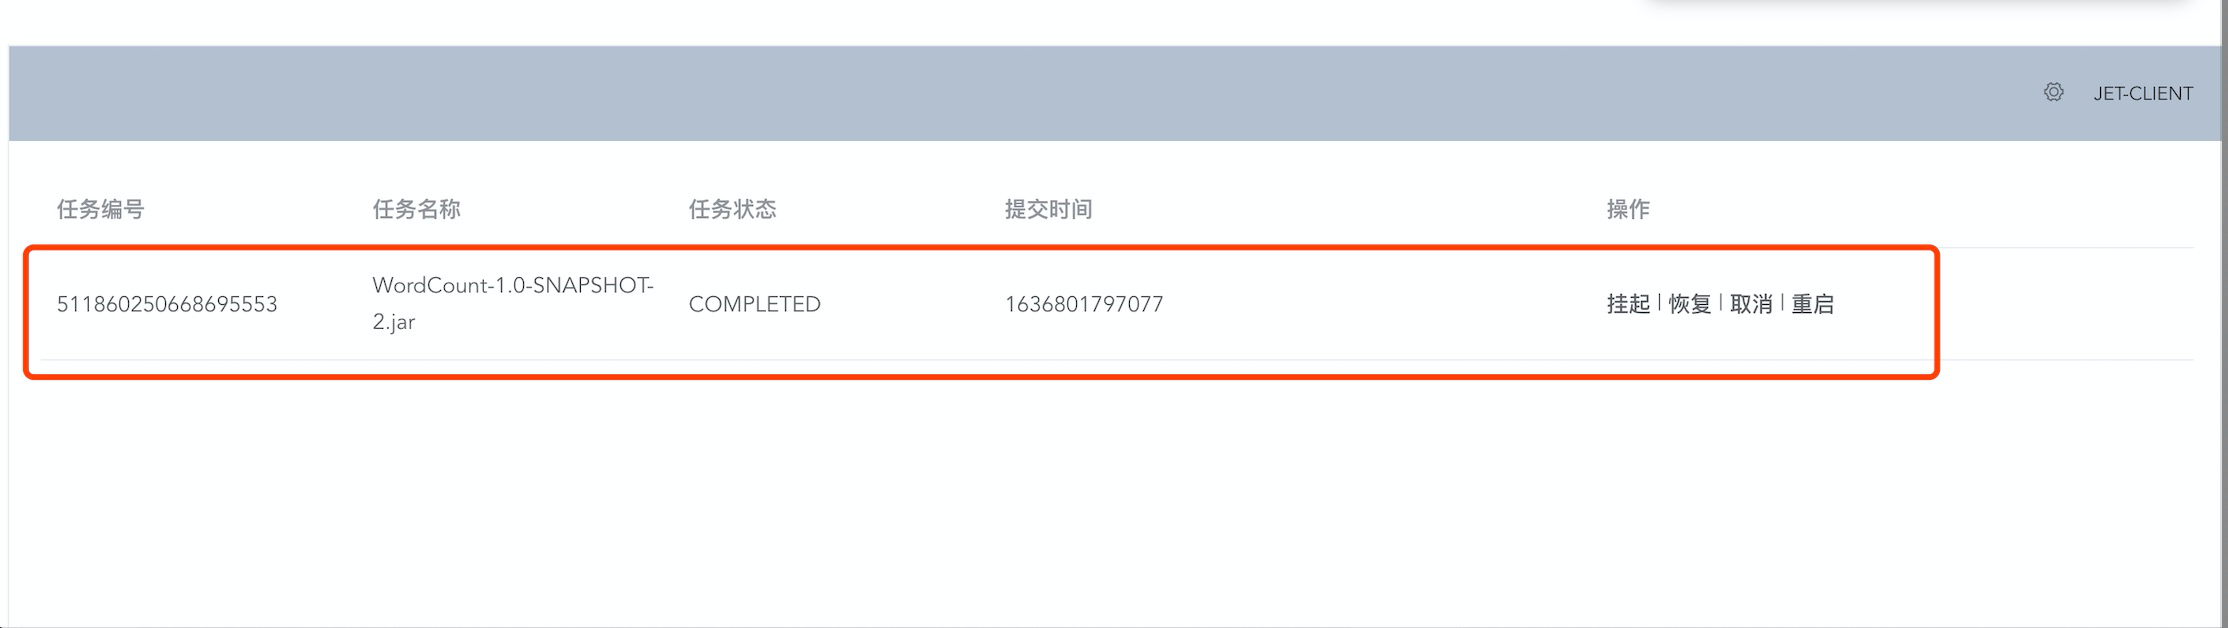 JET-CLIENT
任务编号 任务名称 任务状态 提交时间 操作
511860250668695553 WordCount-1.0-SNAPSHOT-2.jar COMPLETED 1636801797077 挂起 | 恢复 | 取消 | 重启